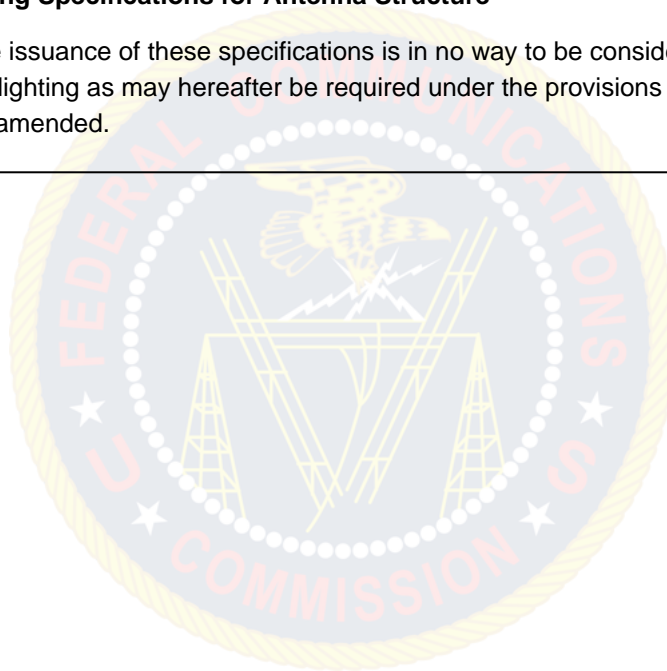 ng Specifications for Antenna Structure
e issuance of these specifications is in no way to be conside
lighting as may hereafter be required under the provisions
amended.
FEDERAL COMMUNICATIONS
U S
COMMISSION